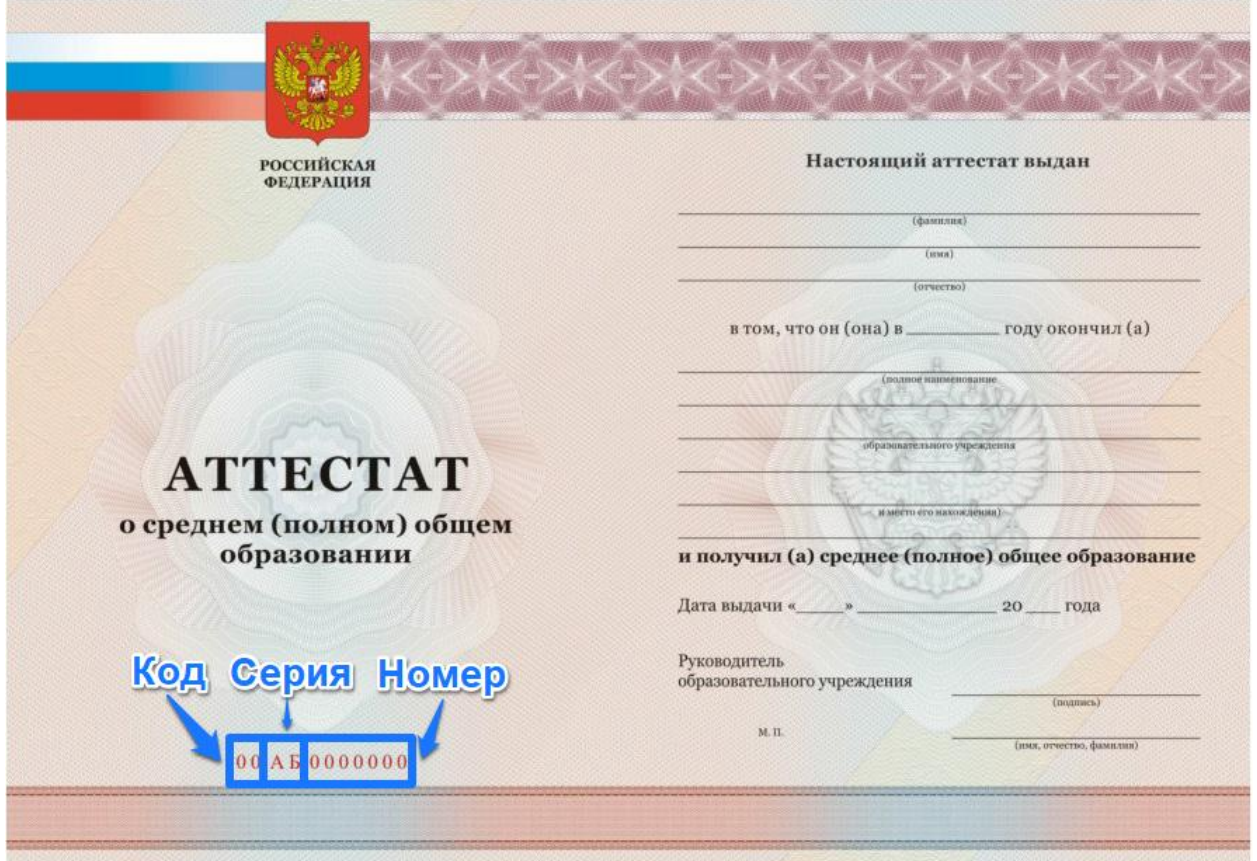 РОССИЙСКАЯ
ФЕДЕРАЦИЯ
АТТЕСТАТ
о среднем (полном) общем
образовании
Код Серия Номер
00 АБ 0000000
Настоящий аттестат выдан
(фамилия)
(имя)
(отчество)
в том, что он (она) в ________ году окончил (а)
(полное наименование
образовательного учреждения
и место его нахождения)
и получил (а) среднее (полное) общее образование
Дата выдачи «____» ____________ 20 ___ года
Руководитель
образовательного учреждения
(подпись)
М. П.
(имя, отчество, фамилия)